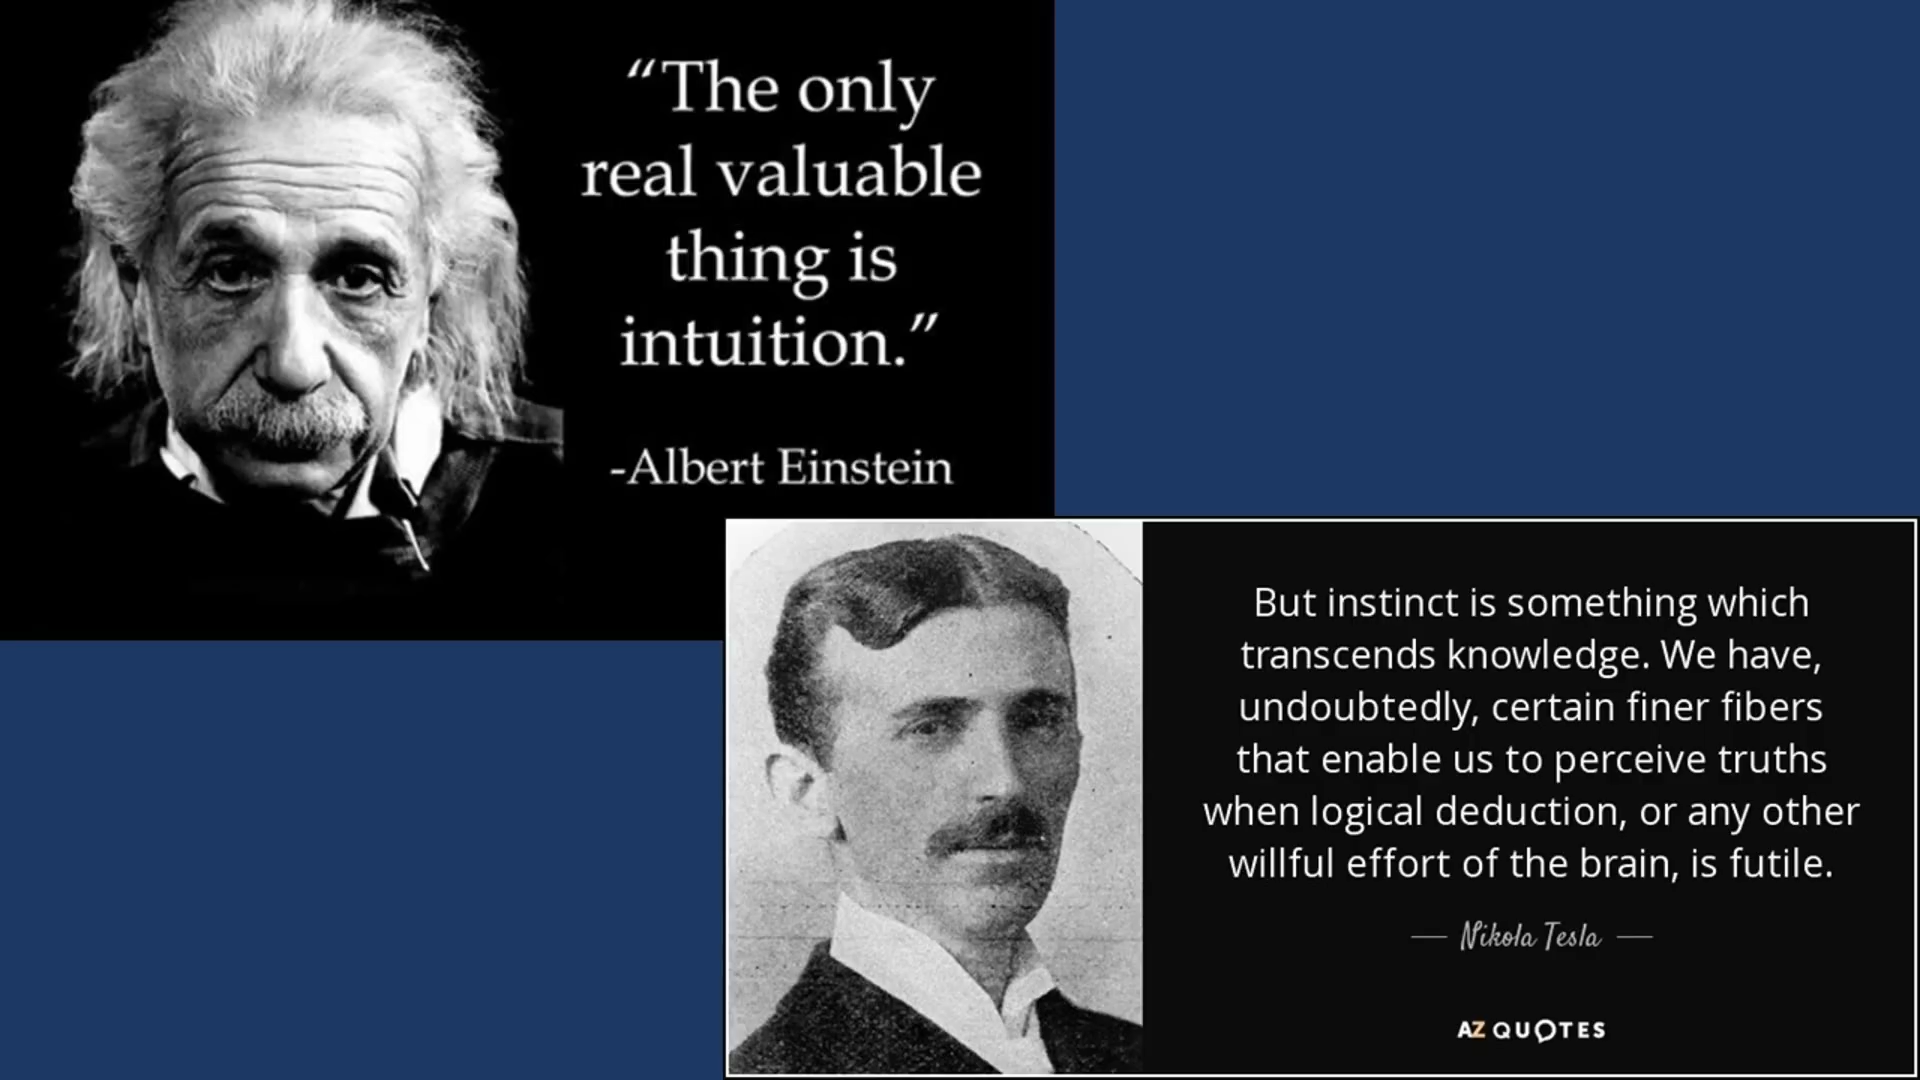 “The only
real valuable
thing is
intuition.”
-Albert Einstein
But instinct is something which
transcends knowledge. We have,
undoubtedly, certain finer fibers
that enable us to perceive truths
when logical deduction, or any other
willful effort of the brain, is futile.
— Nikola Tesla —
AZ QUOTES